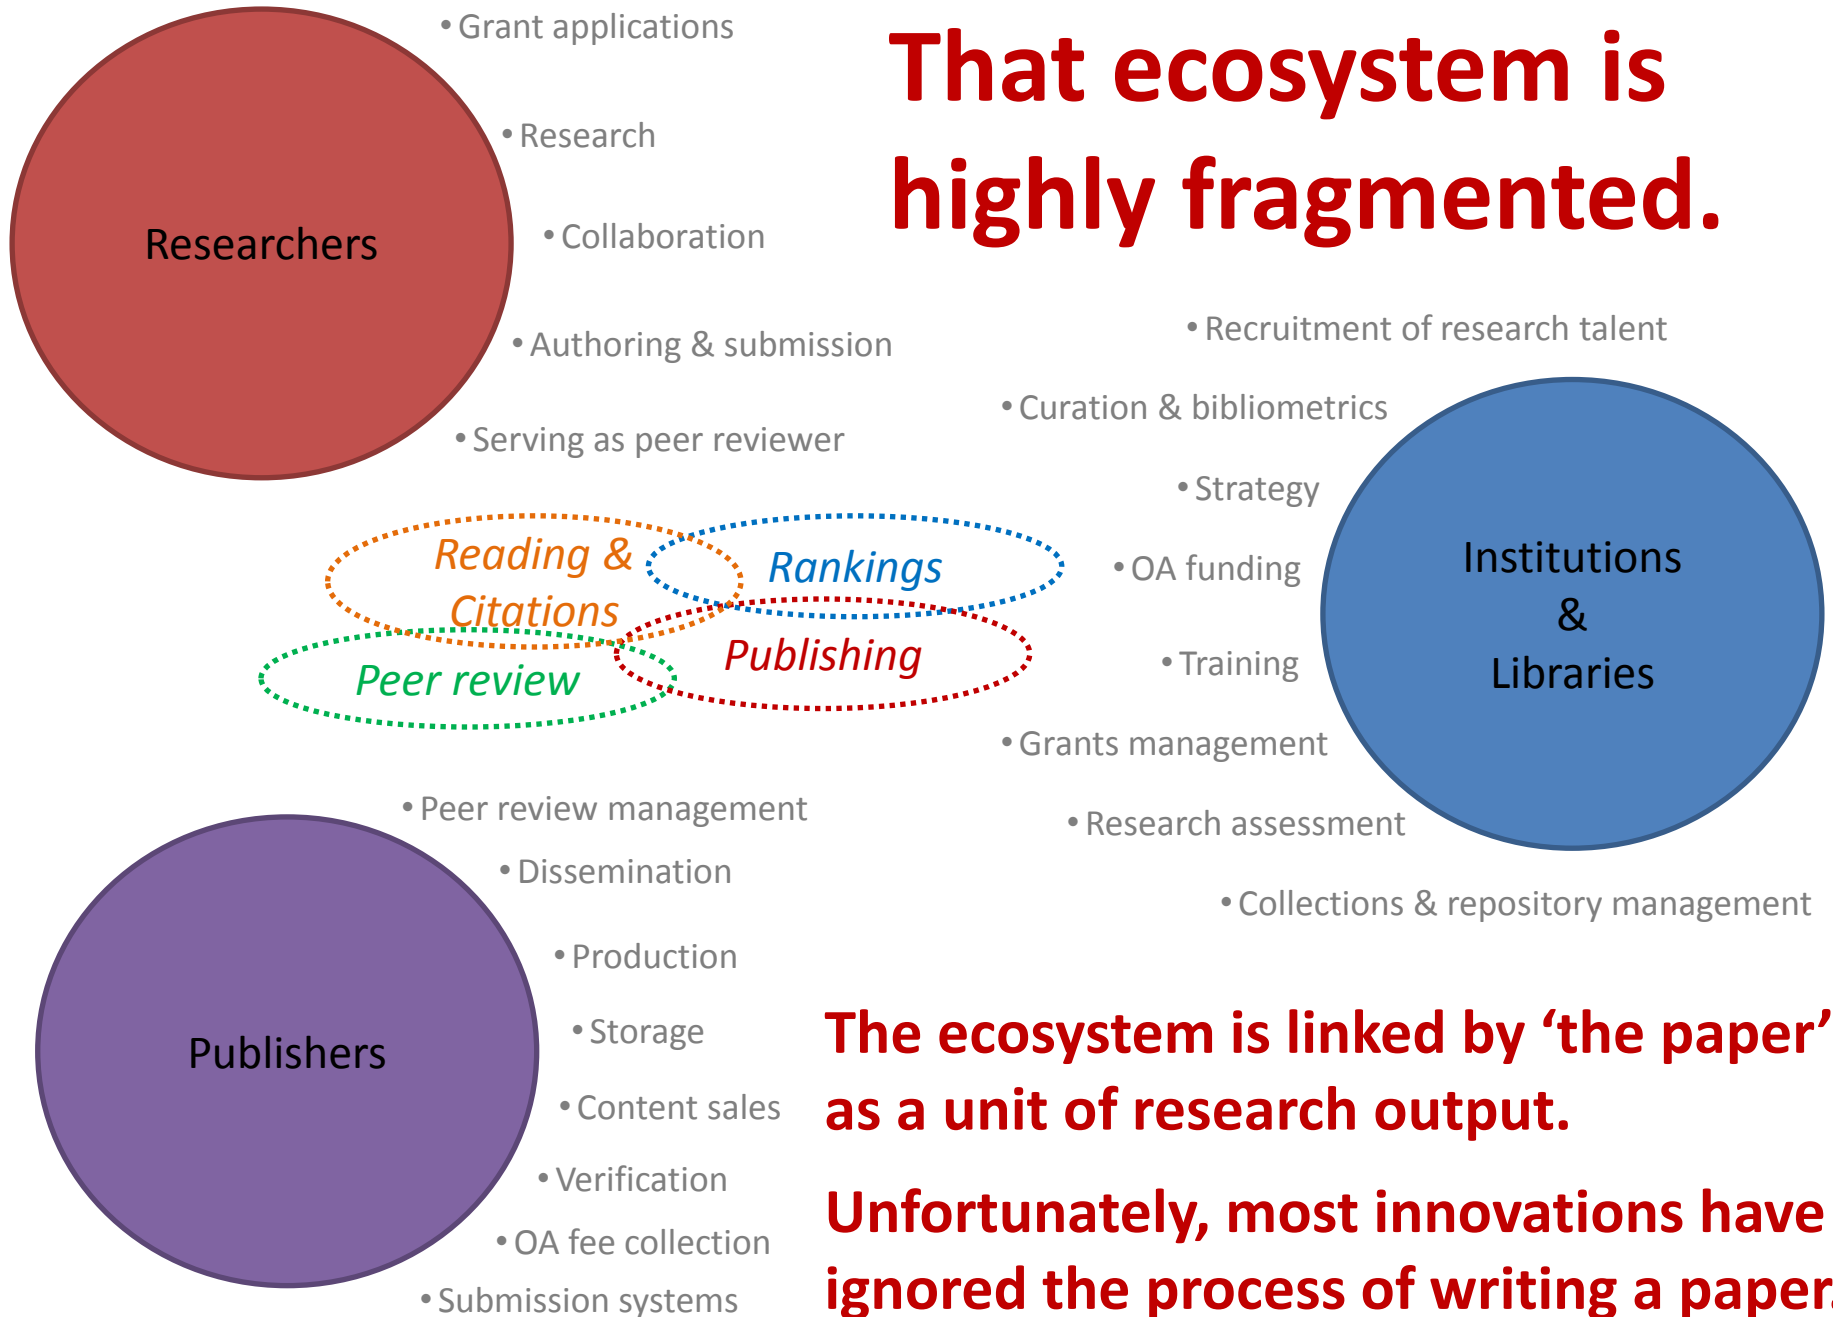 That ecosystem is
highly fragmented.
Researchers
• Grant applications
• Research
• Collaboration
• Authoring & submission
• Serving as peer reviewer
• Recruitment of research talent
• Curation & bibliometrics
• Strategy
• OA funding
• Training
• Grants management
• Research assessment
• Collections & repository management
Institutions
&
Libraries
Reading &
Citations
Rankings
Publishing
Peer review
Publishers
• Peer review management
• Dissemination
• Production
• Storage
• Content sales
• Verification
• OA fee collection
• Submission systems
The ecosystem is linked by ‘the paper’
as a unit of research output.
Unfortunately, most innovations have
ignored the process of writing a paper.